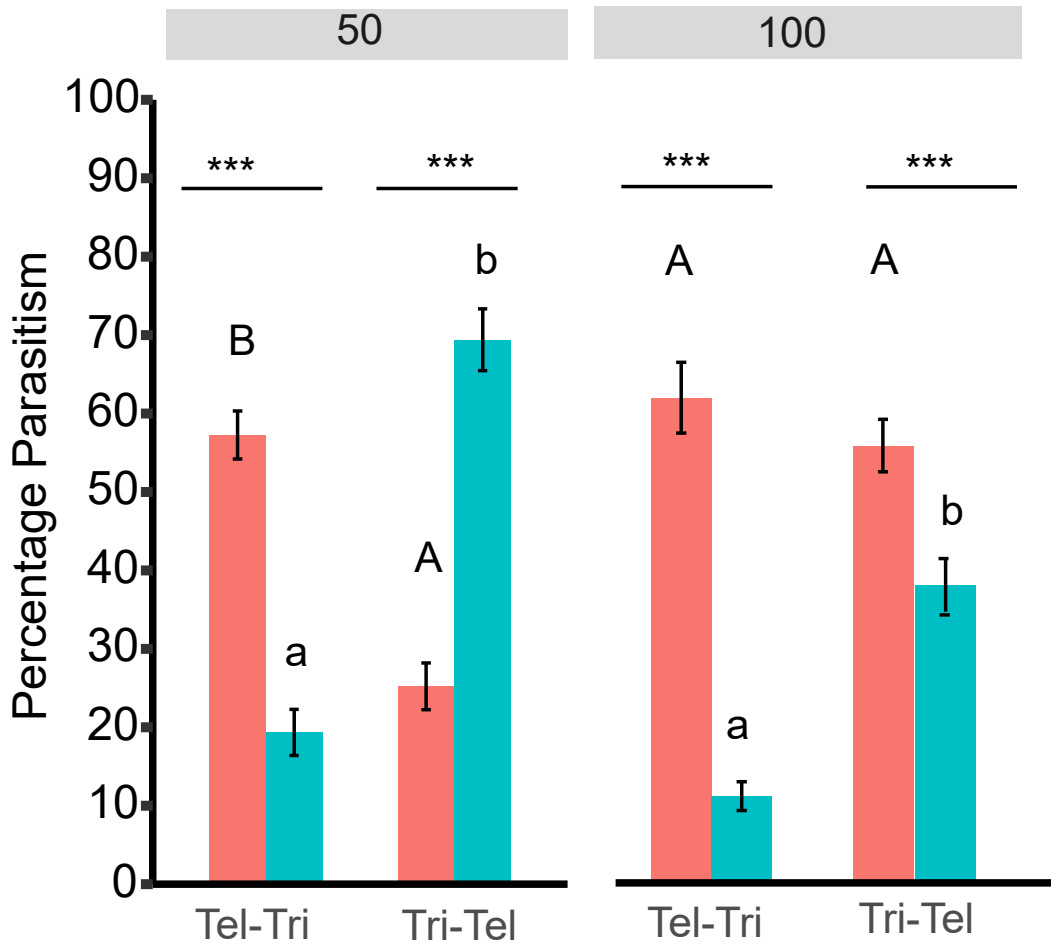 50
100
Percentage Parasitism
100
90
80
70
60
50
40
30
20
10
0
***
***
***
***
B
a
A
b
A
a
A
b
Tel-Tri
Tri-Tel
Tel-Tri
Tri-Tel